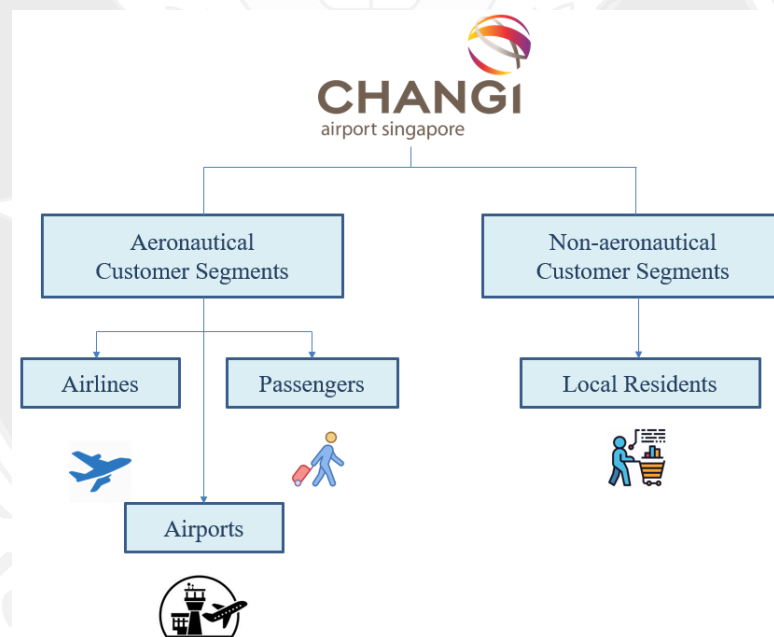 CHANGI
airport singapore
Aeronautical
Customer Segments
Non-aeronautical
Customer Segments
Airlines
Passengers
Local Residents
Airports